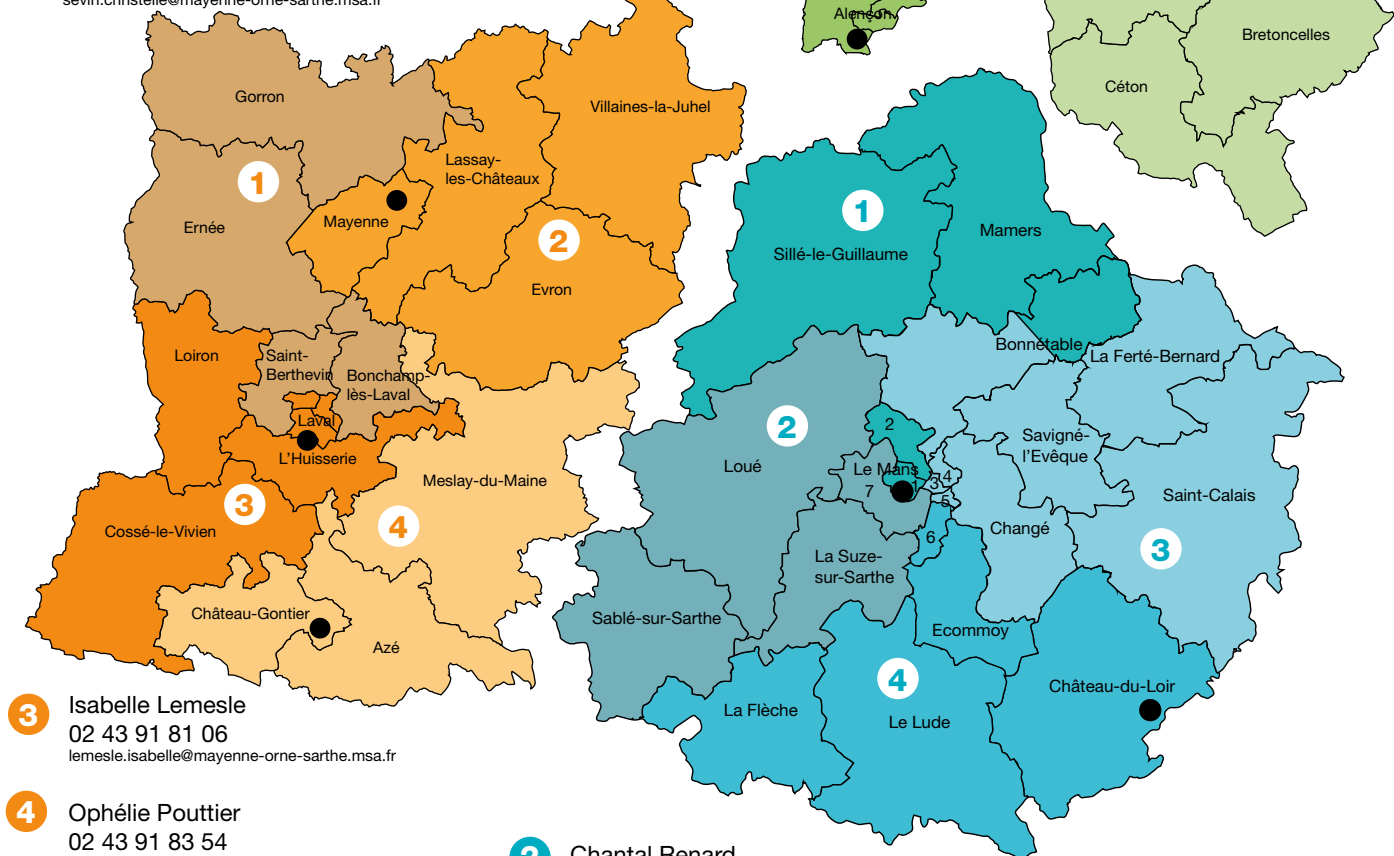 sevin.christelle@mayenne-orne-sarthe.msa.fr
Alençon
Bretoncelles
Céton
Gorron
Villaines-la-Juhel
Lassay-
les-Châteaux
1
Ernée
Mayenne
2
Evron
1
Sillé-le-Guillaume
Mamers
Loiron
Saint-
Berthevin
Bonchamp-
lès-Laval
Laval
L'Huisserie
Bonnétable
La Ferté-Bernard
2
Loué
2
Le Mans
1
7
3
4
5
6
Savigné-
l'Evêque
Saint-Calais
Changé
3
Meslay-du-Maine
3
Cossé-le-Vivien
4
La Suze-
sur-Sarthe
Château-Gontier
Azé
Sablé-sur-Sarthe
Ecommoy
4
La Flèche
Le Lude
Château-du-Loir
3
Isabelle Lemesle
02 43 91 81 06
lemesle.isabelle@mayenne-orne-sarthe.msa.fr
4
Ophélie Pouttier
02 43 91 83 54
Chantal Renard